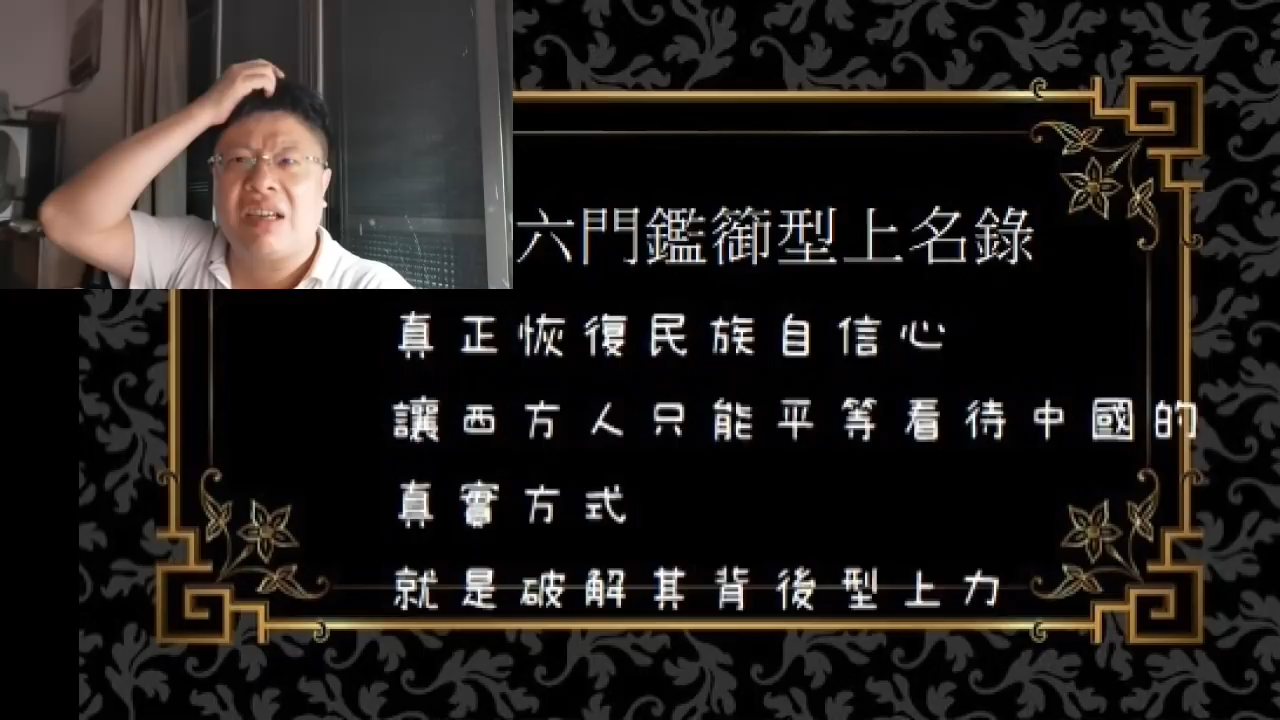 六門鑑籞型上名錄
真正恢復民族自信心
讓西方人只能平等看待中國的
真實方式
就是破解其背後型上力